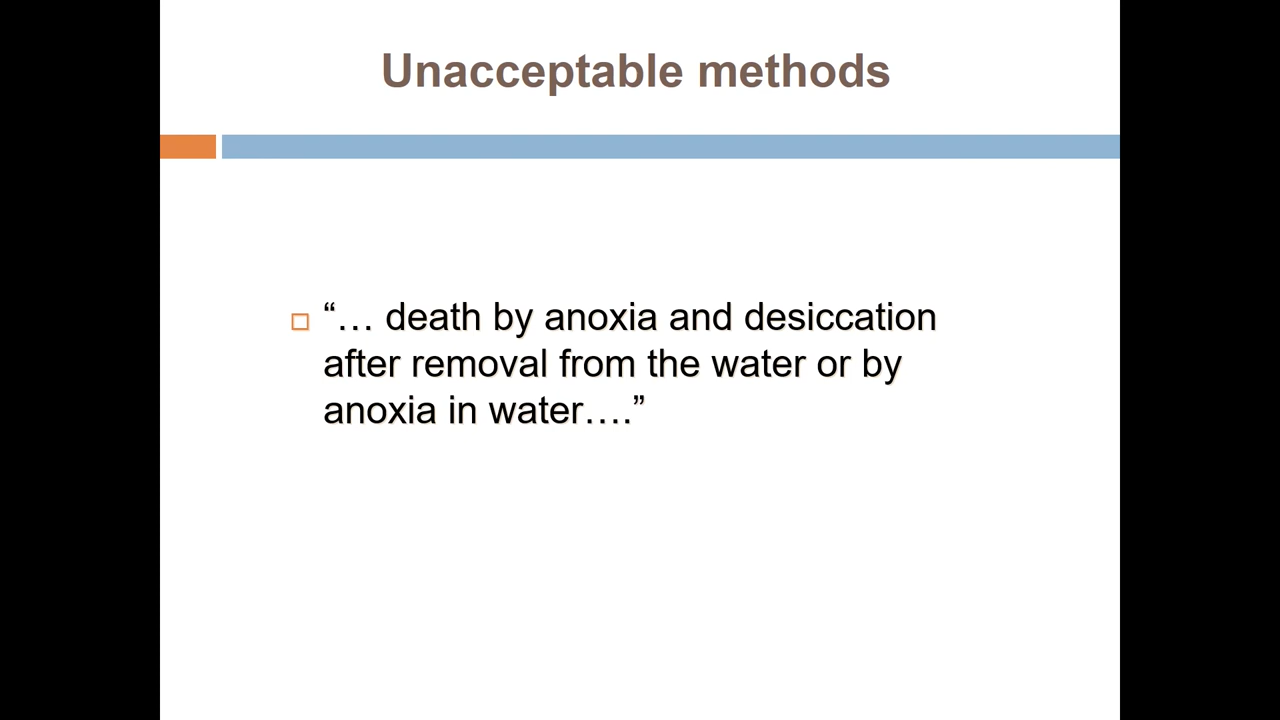 Unacceptable methods
“… death by anoxia and desiccation
after removal from the water or by
anoxia in water….”